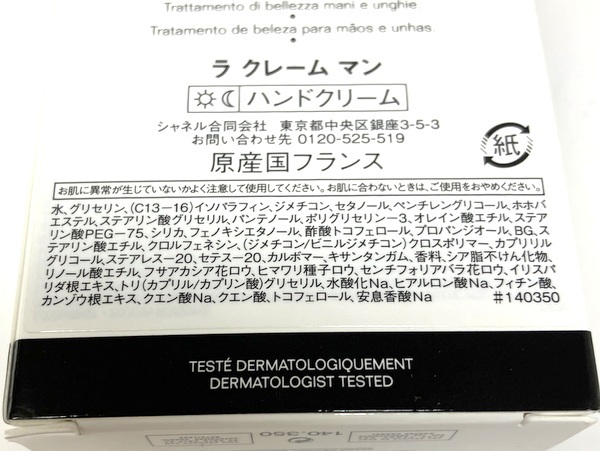 Trattamento di bellezza mani e unghie
•
Tratamento de beleza para mãos e unhas.
•
ラ クレーム マン
ハンドクリーム
シャネル合同会社 東京都中央区銀座3-5-3
お問い合わせ先 0120-525-519
原産国フランス
紙
お肌に異常が生じていないかよく注意して使用してください。お肌に合わないときは、ご使用をおやめください。
水、グリセリン、(C13-16)イソパラフィン、ジメチコン、セタノール、ペンチレングリコール、ホホバ
エステル、ステアリン酸グリセリル、パンテノール、ポリグリセリン-3、オレイン酸エチル、ステア
リン酸PEG-75、シリカ、フェノキシエタノール、酢酸トコフェロール、プロパンジオール、BG、ス
テアリン酸エチル、クロルフェネシン、(ジメチコン/ビニルジメチコン)クロスポリマー、カプリリル
グリコール、ステアレス-20、セテス-20、カルボマー、キサンタンガム、香料、シア脂不けん化物、
リノール酸エチル、フサアカシア花ロウ、ヒマワリ種子ロウ、センチフォリアバラ花ロウ、イリスパ
リダ根エキス、トリ(カプリル/カプリン酸)グリセリル、水酸化Na、ヒアルロン酸Na、フィチン酸、
カンゾウ根エキス、クエン酸Na、クエン酸、トコフェロール、安息香酸Na #140350
TESTÉ DERMATOLOGIQUEMENT
DERMATOLOGIST TESTED
140.350